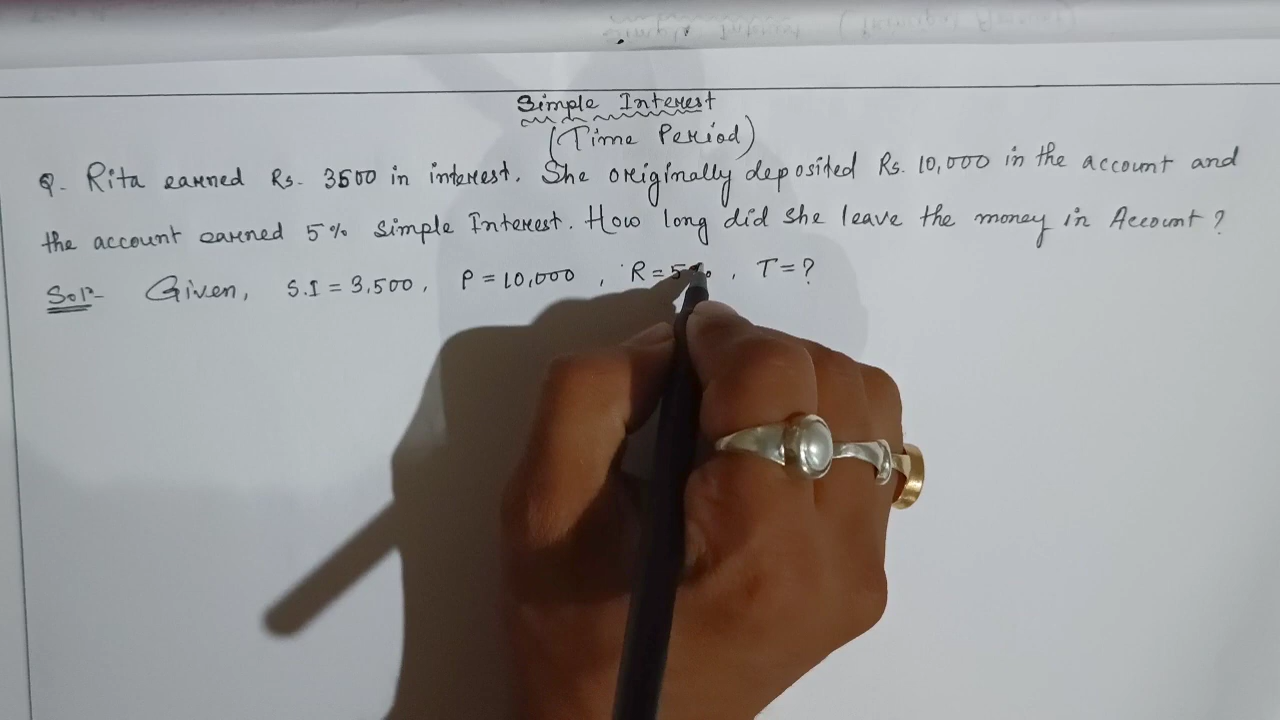 Simple Interest
(Time Period)
Q. Rita earned Rs. 3500 in interest. She originally deposited Rs. 10,000 in the account and
the account earned 5% Simple Interest. How long did she leave the money in Account?
Sol:- Given, S.I = 3,500, P = 10,000, R = 5%, T = ?